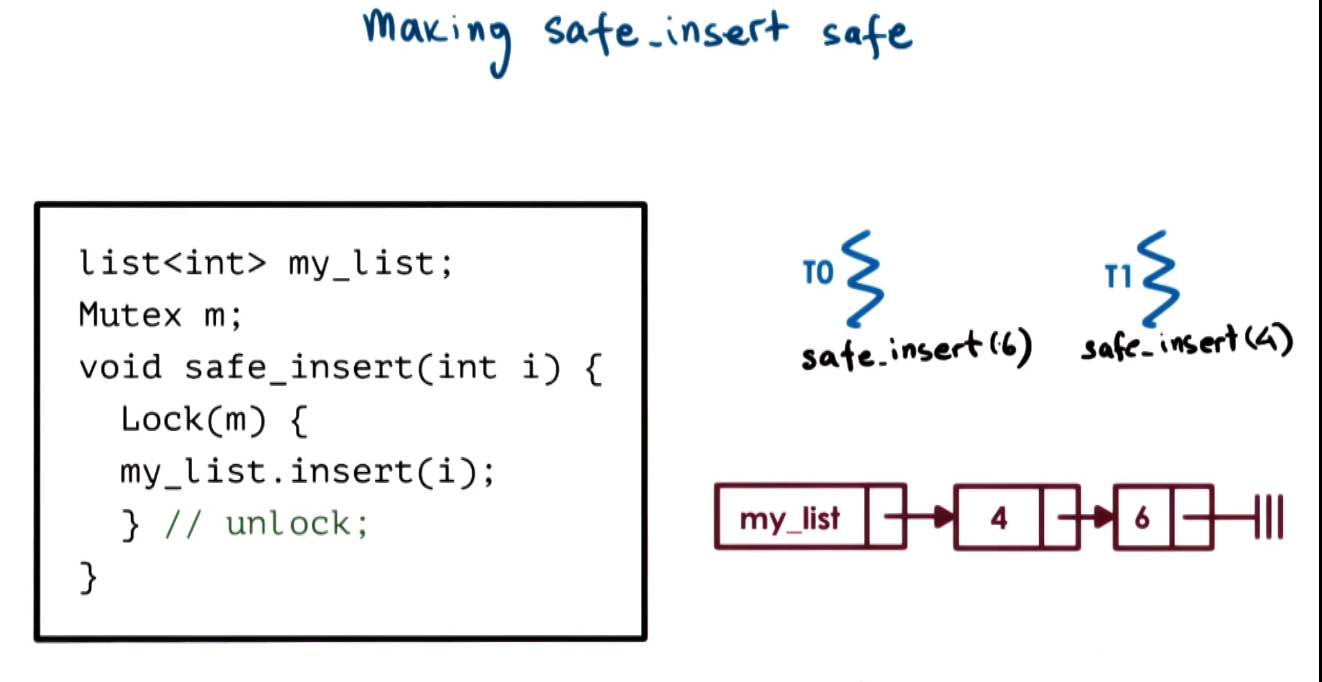 Making safe_insert safe
list<int> my_list;
Mutex m;
void safe_insert(int i) {
Lock(m) {
my_list.insert(i);
} // unlock;
}
T0
safe_insert(6)
T1
safe_insert(4)
my_list
4
6